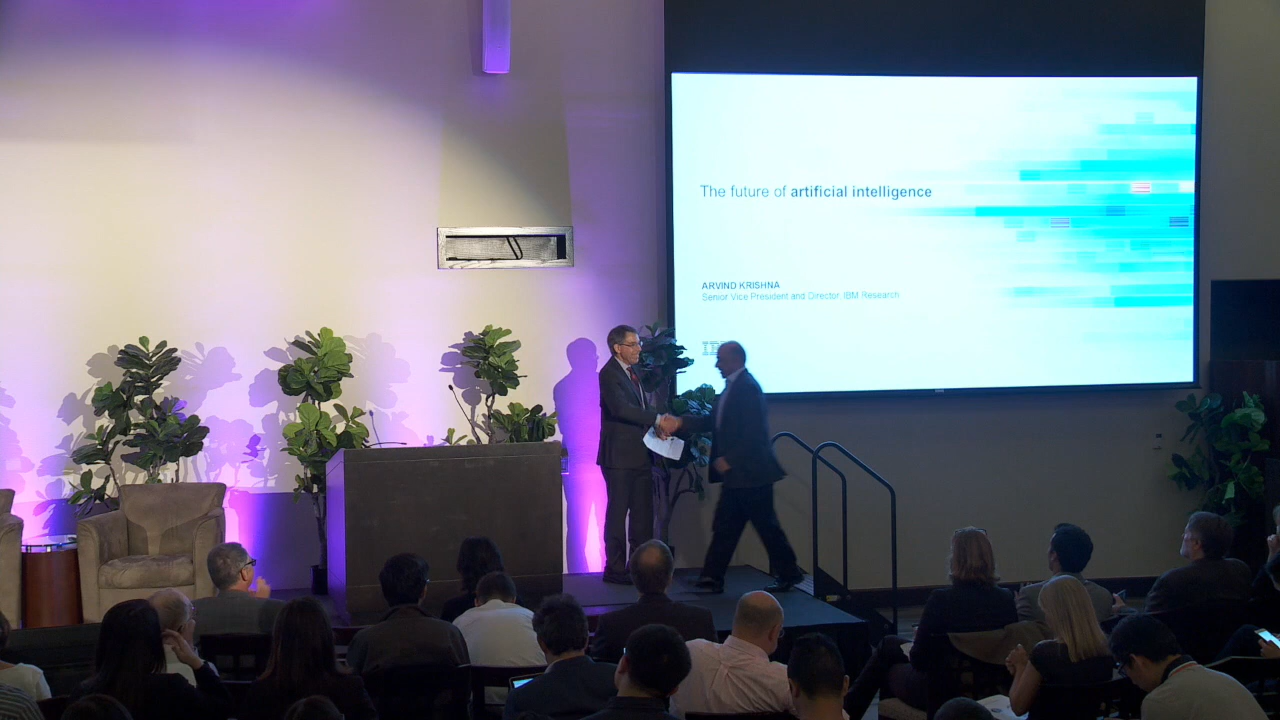 The future of artificial intelligence
ARVIND KRISHNA
Senior Vice President and Director, IBM Research